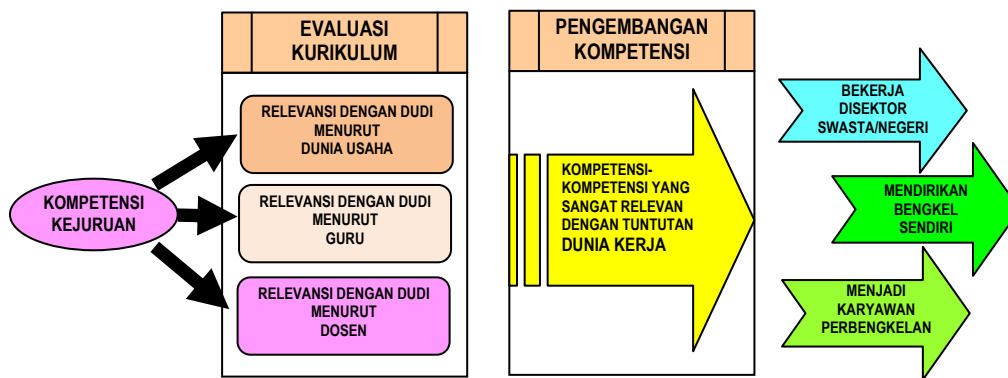 EVALUASI
KURIKULUM
PENGEMBANGAN
KOMPETENSI
KOMPETENSI
KEJURUAN
RELEVANSI DENGAN DUDI
MENURUT
DUNIA USAHA
RELEVANSI DENGAN DUDI
MENURUT
GURU
RELEVANSI DENGAN DUDI
MENURUT
DOSEN
KOMPETENSI-
KOMPETENSI YANG
SANGAT RELEVAN
DENGAN TUNTUTAN
DUNIA KERJA
BEKERJA
DISEKTOR
SWASTA/NEGERI
MENDIRIKAN
BENGKEL
SENDIRI
MENJADI
KARYAWAN
PERBENGKELAN